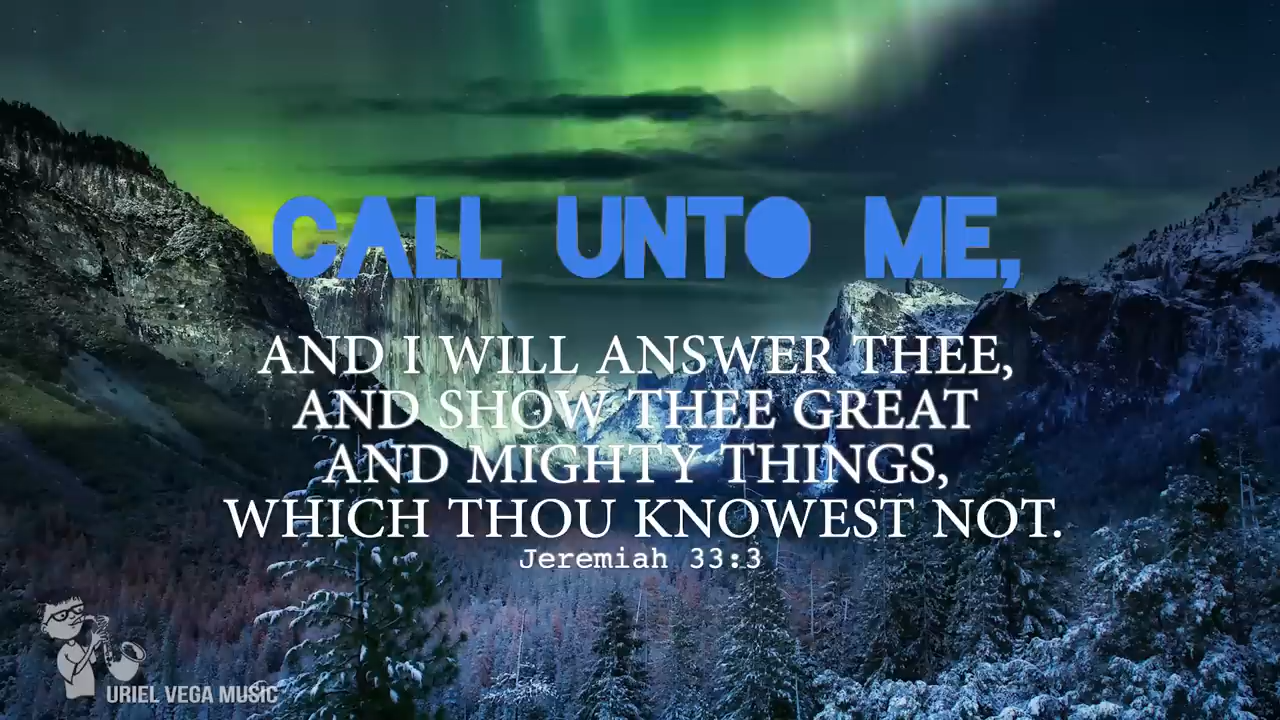 CALL UNTO ME,
AND I WILL ANSWER THEE,
AND SHOW THEE GREAT
AND MIGHTY THINGS,
WHICH THOU KNOWEST NOT.
Jeremiah 33:3
URIEL VEGA MUSIC